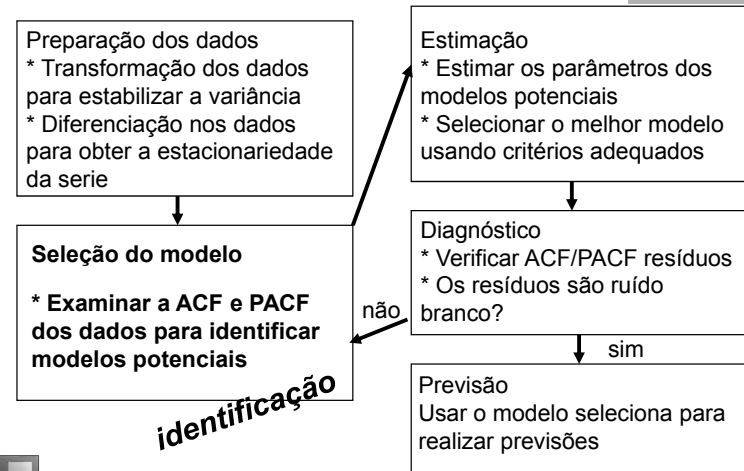 Preparação dos dados
* Transformação dos dados
para estabilizar a variância
* Diferenciação nos dados
para obter a estacionariedade
da serie
Seleção do modelo
* Examinar a ACF e PACF
dos dados para identificar
modelos potenciais
identificação
Estimação
* Estimar os parâmetros dos
modelos potenciais
* Selecionar o melhor modelo
usando critérios adequados
Diagnóstico
* Verificar ACF/PACF resíduos
* Os resíduos são ruído
branco?
não
sim
Previsão
Usar o modelo seleciona para
realizar previsões